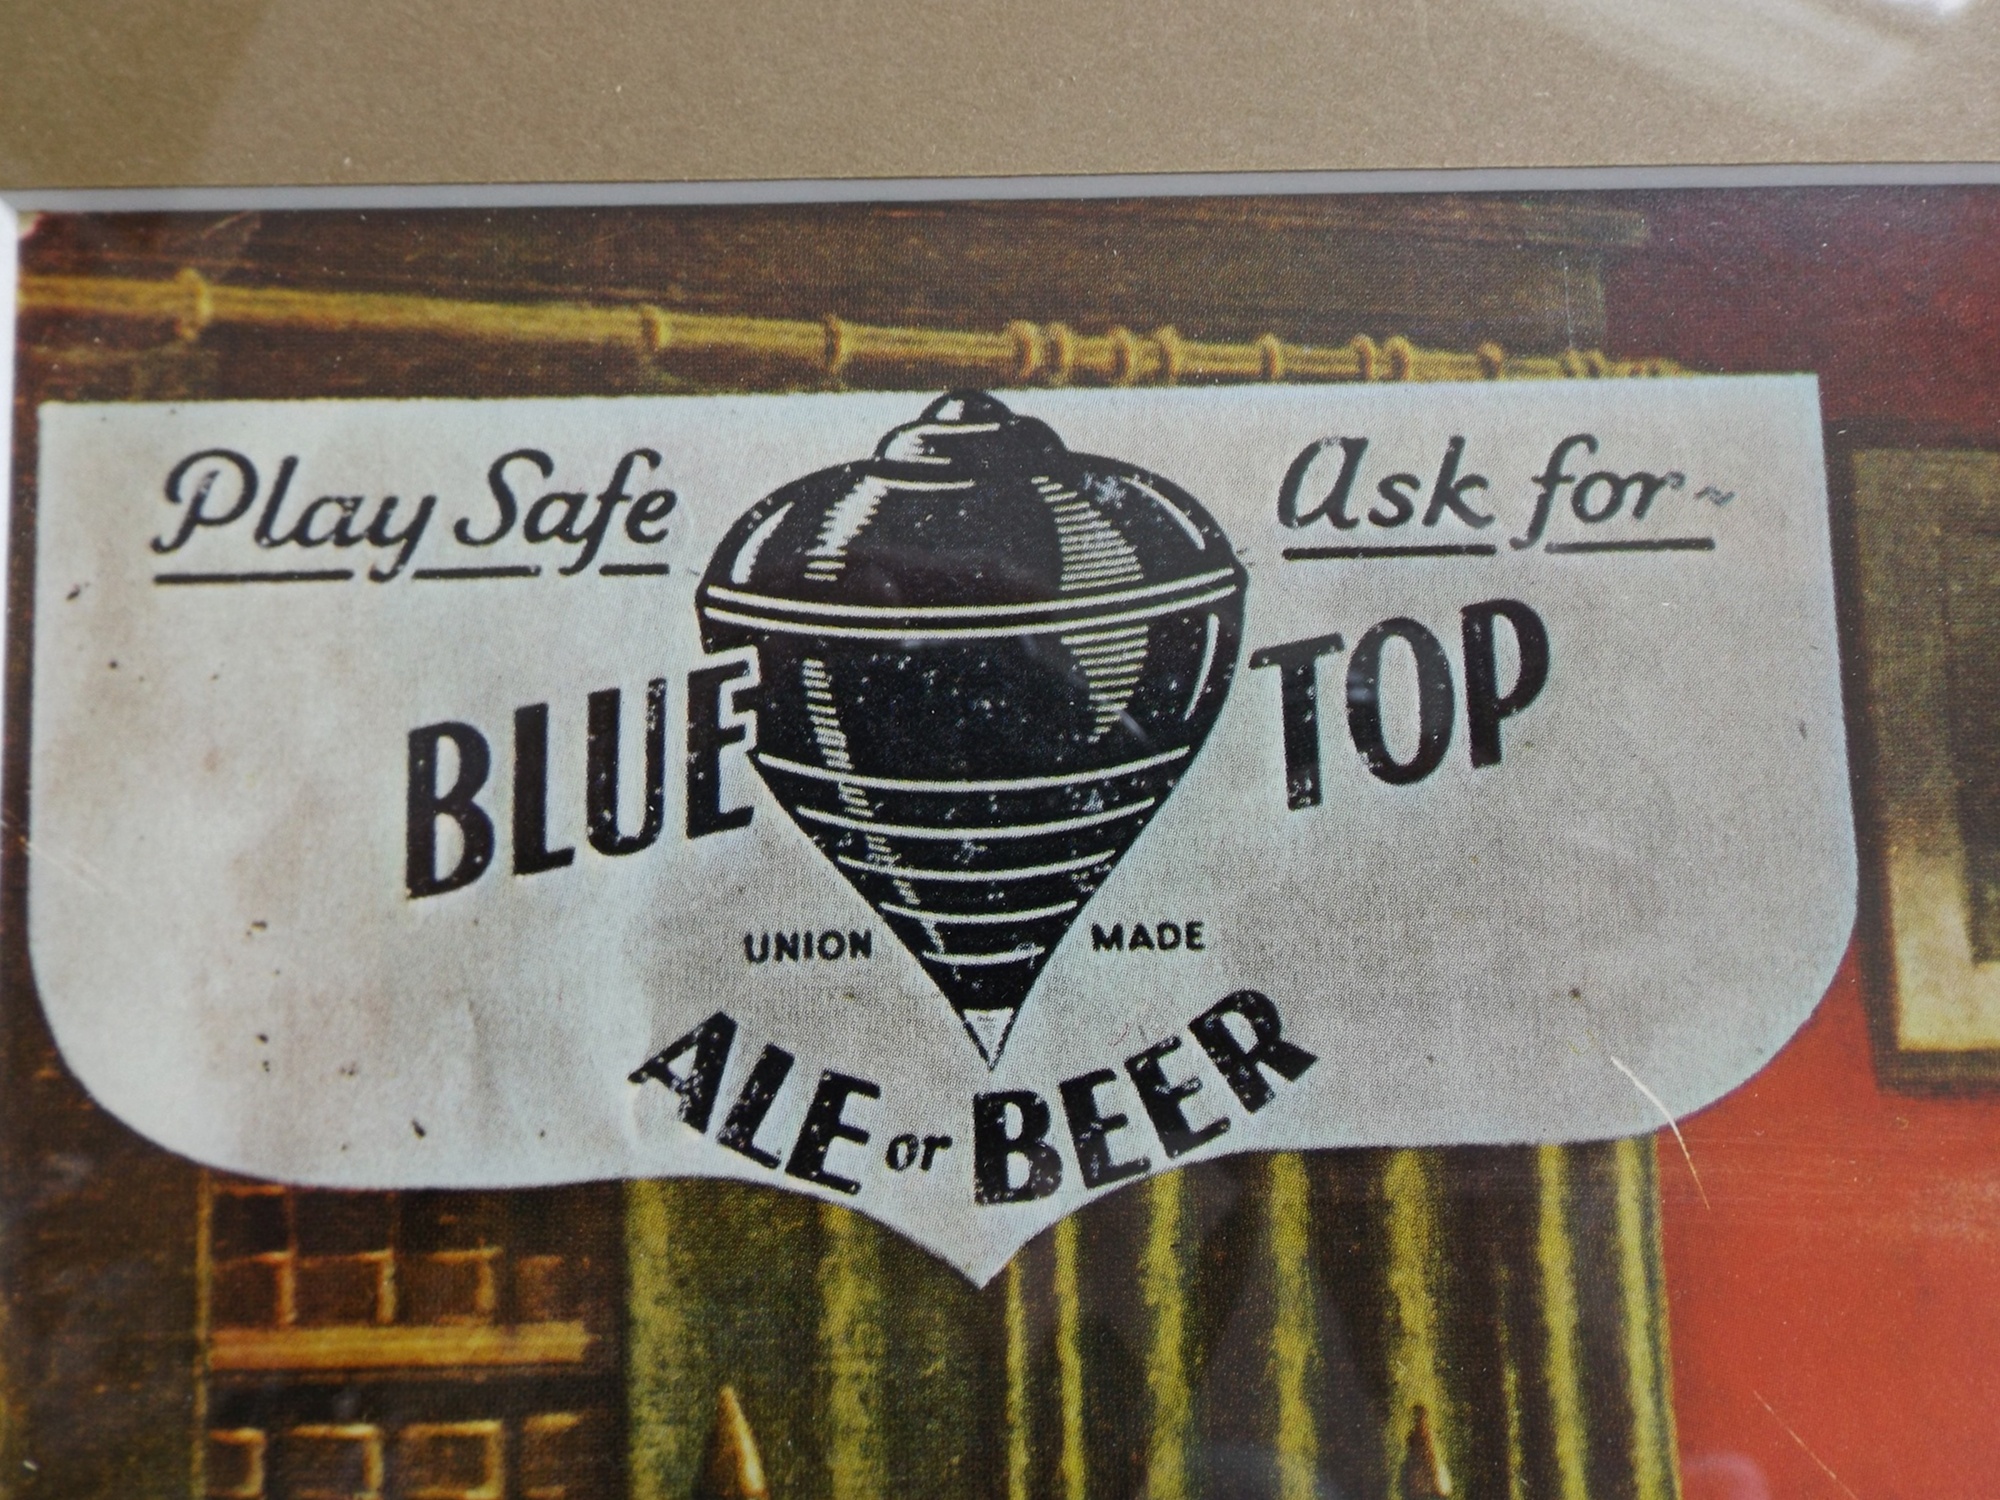 Play Safe Ask for~
BLUE TOP
UNION MADE
ALE or BEER